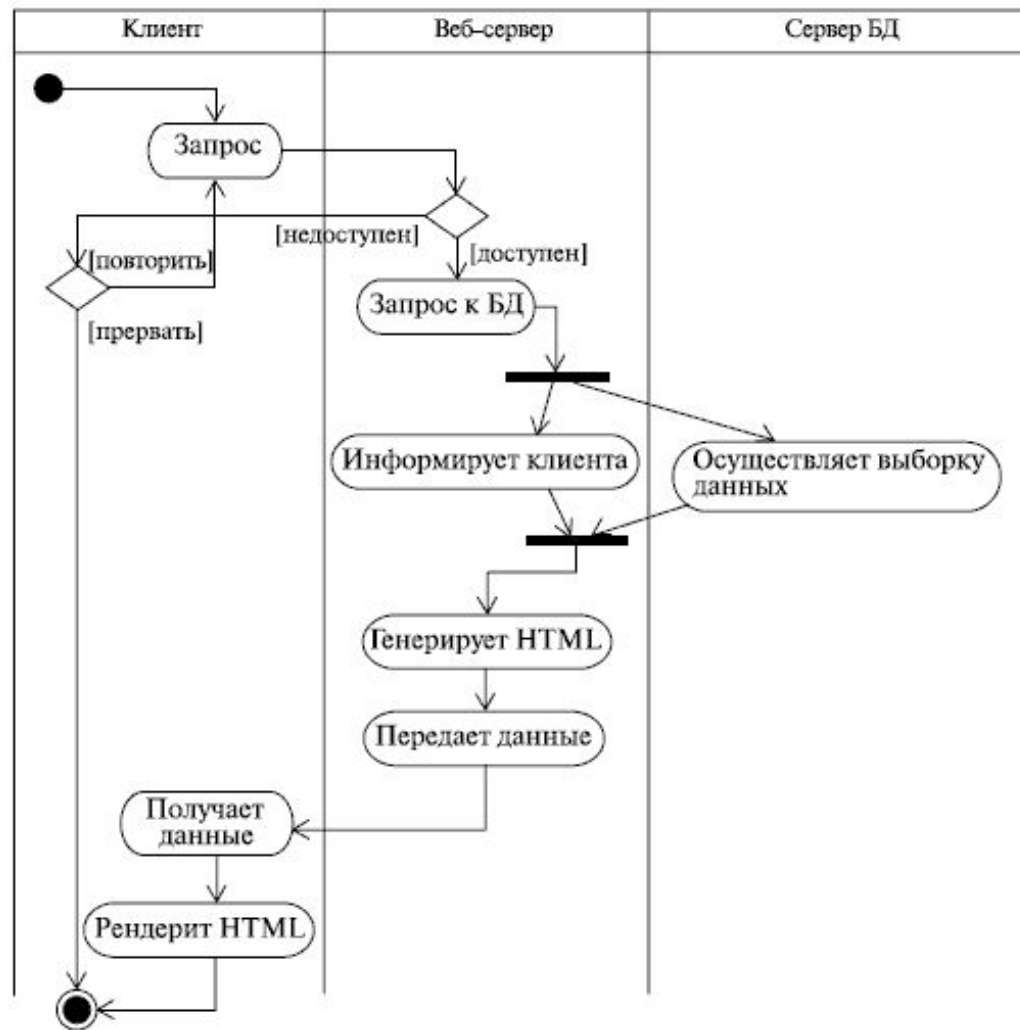 Клиент
Веб-сервер
Сервер БД
Запрос
[недоступен]
[доступен]
[повторить]
[прервать]
Запрос к БД
Информирует клиента
Осуществляет выборку
данных
Генерирует HTML
Передает данные
Получает
данные
Рендерит HTML